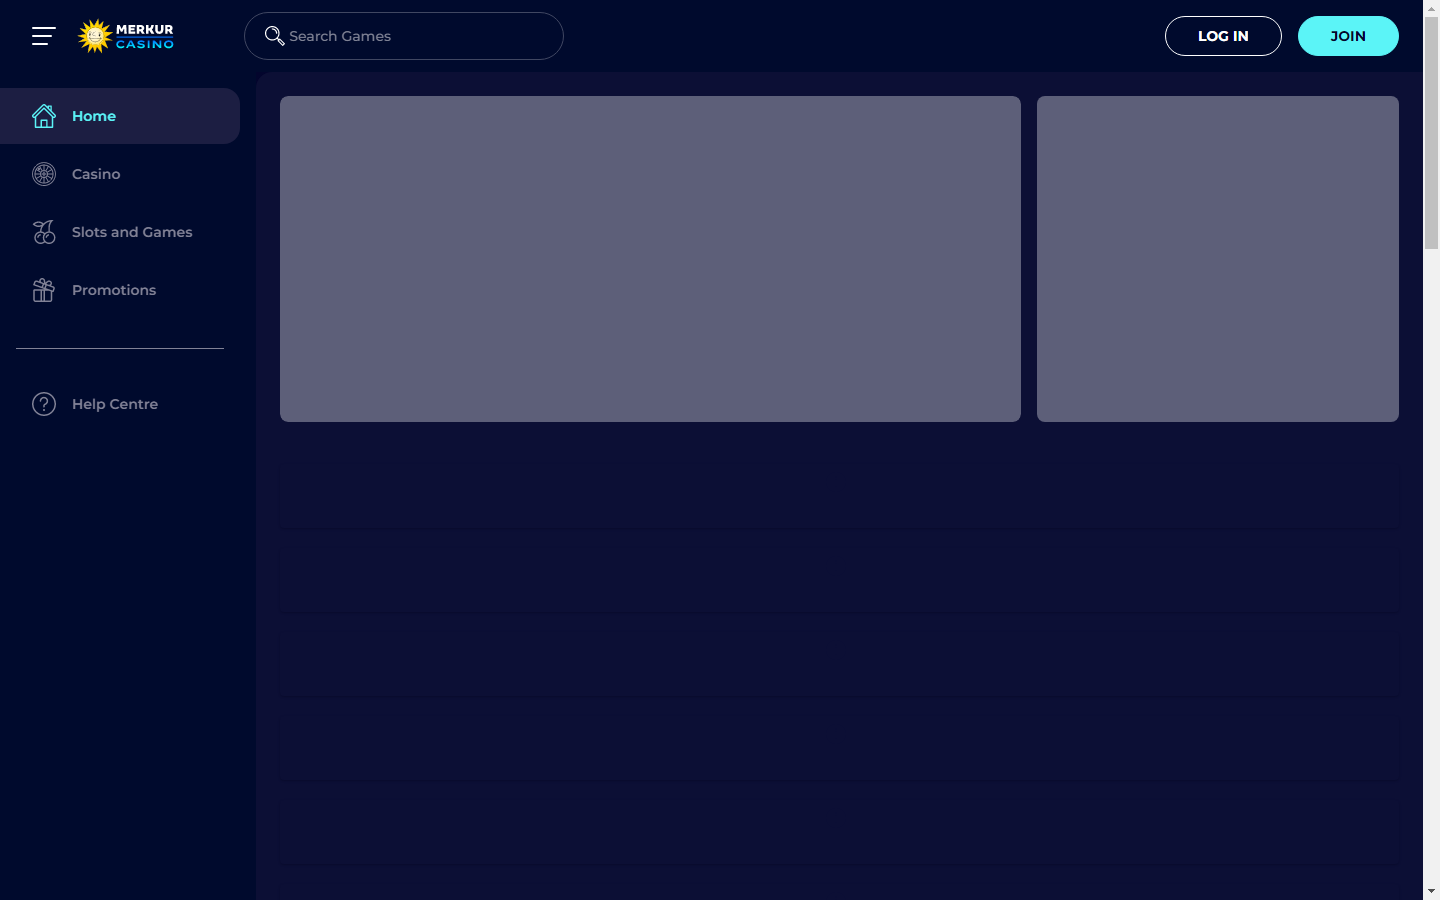 MERKUR
CASINO
Search Games
LOG IN
JOIN
Home
Casino
Slots and Games
Promotions
Help Centre